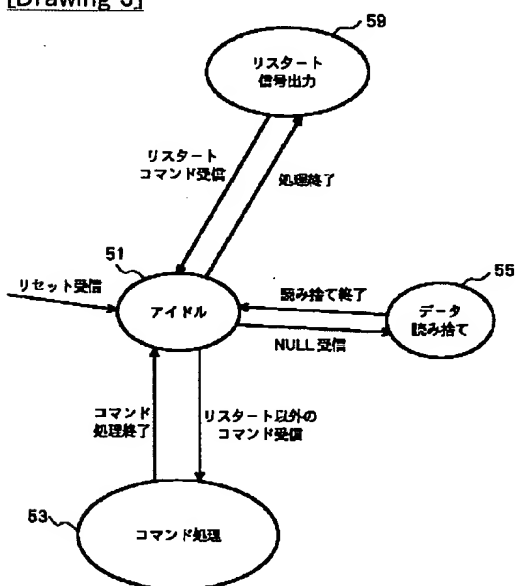 [Drawing 3]
59
リスタート
信号出力
リスタート
コマンド受信
処理終了
51
55
リセット受信
アイドル
読み捨て終了
データ
読み捨て
NULL 受信
コマンド
処理終了
リスタート以外の
コマンド受信
53
コマンド処理